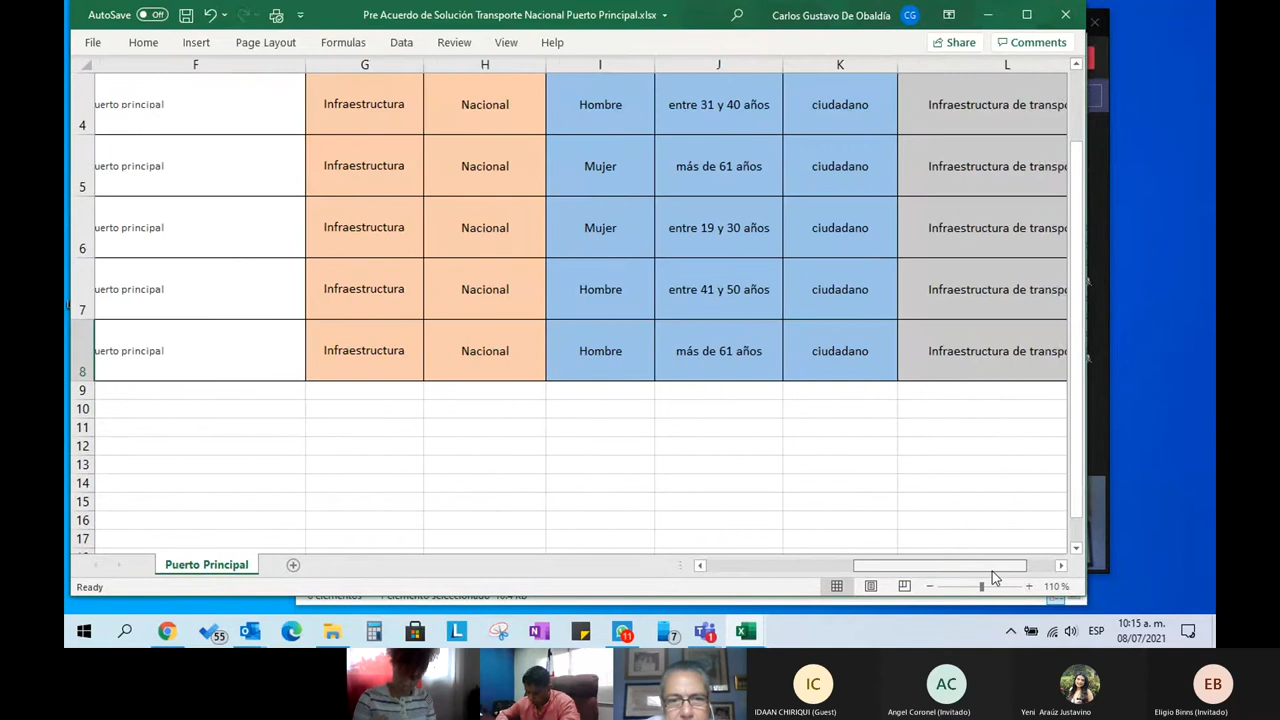 AutoSave Off Pre Acuerdo de Solución Transporte Nacional Puerto Principal.xlsx Carlos Gustavo De Obaldía CG
File Home Insert Page Layout Formulas Data Review View Help Share Comments
F G H I J K L
4 uerto principal Infraestructura Nacional Hombre entre 31 y 40 años ciudadano Infraestructura de transpo
5 uerto principal Infraestructura Nacional Mujer más de 61 años ciudadano Infraestructura de transpo
6 uerto principal Infraestructura Nacional Mujer entre 19 y 30 años ciudadano Infraestructura de transpo
7 uerto principal Infraestructura Nacional Hombre entre 41 y 50 años ciudadano Infraestructura de transpo
8 uerto principal Infraestructura Nacional Hombre más de 61 años ciudadano Infraestructura de transpo
9
10
11
12
13
14
15
16
17
Puerto Principal
Ready 110 %
55 11 7 1 ESP 10:15 a. m.
08/07/2021
IC AC EB
IDAAN CHIRIQUI (Guest) Angel Coronel (Invitado) Yeni Araúz Justavino Eligio Binns (Invitado)